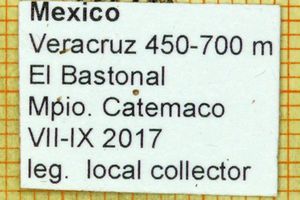 Mexico
Veracruz 450-700 m
El Bastonal
Mpio. Catemaco
VII-IX 2017
leg. local collector